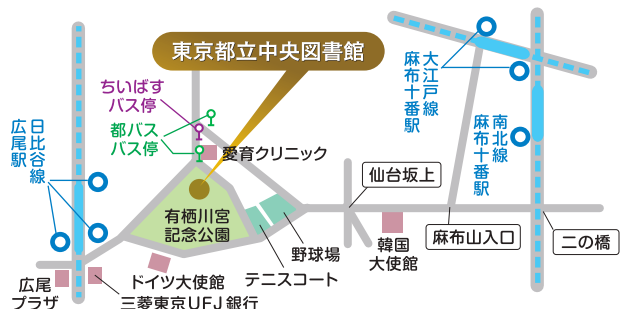 東京都立中央図書館
ちいばす
バス停
都バス
バス停
愛育クリニック
大江戸線
麻布十番駅
南北線
麻布十番駅
日比谷線
広尾駅
有栖川宮
記念公園
仙台坂上
麻布山入口
二の橋
韓国
大使館
野球場
テニスコート
ドイツ大使館
広尾
プラザ
三菱東京UFJ銀行